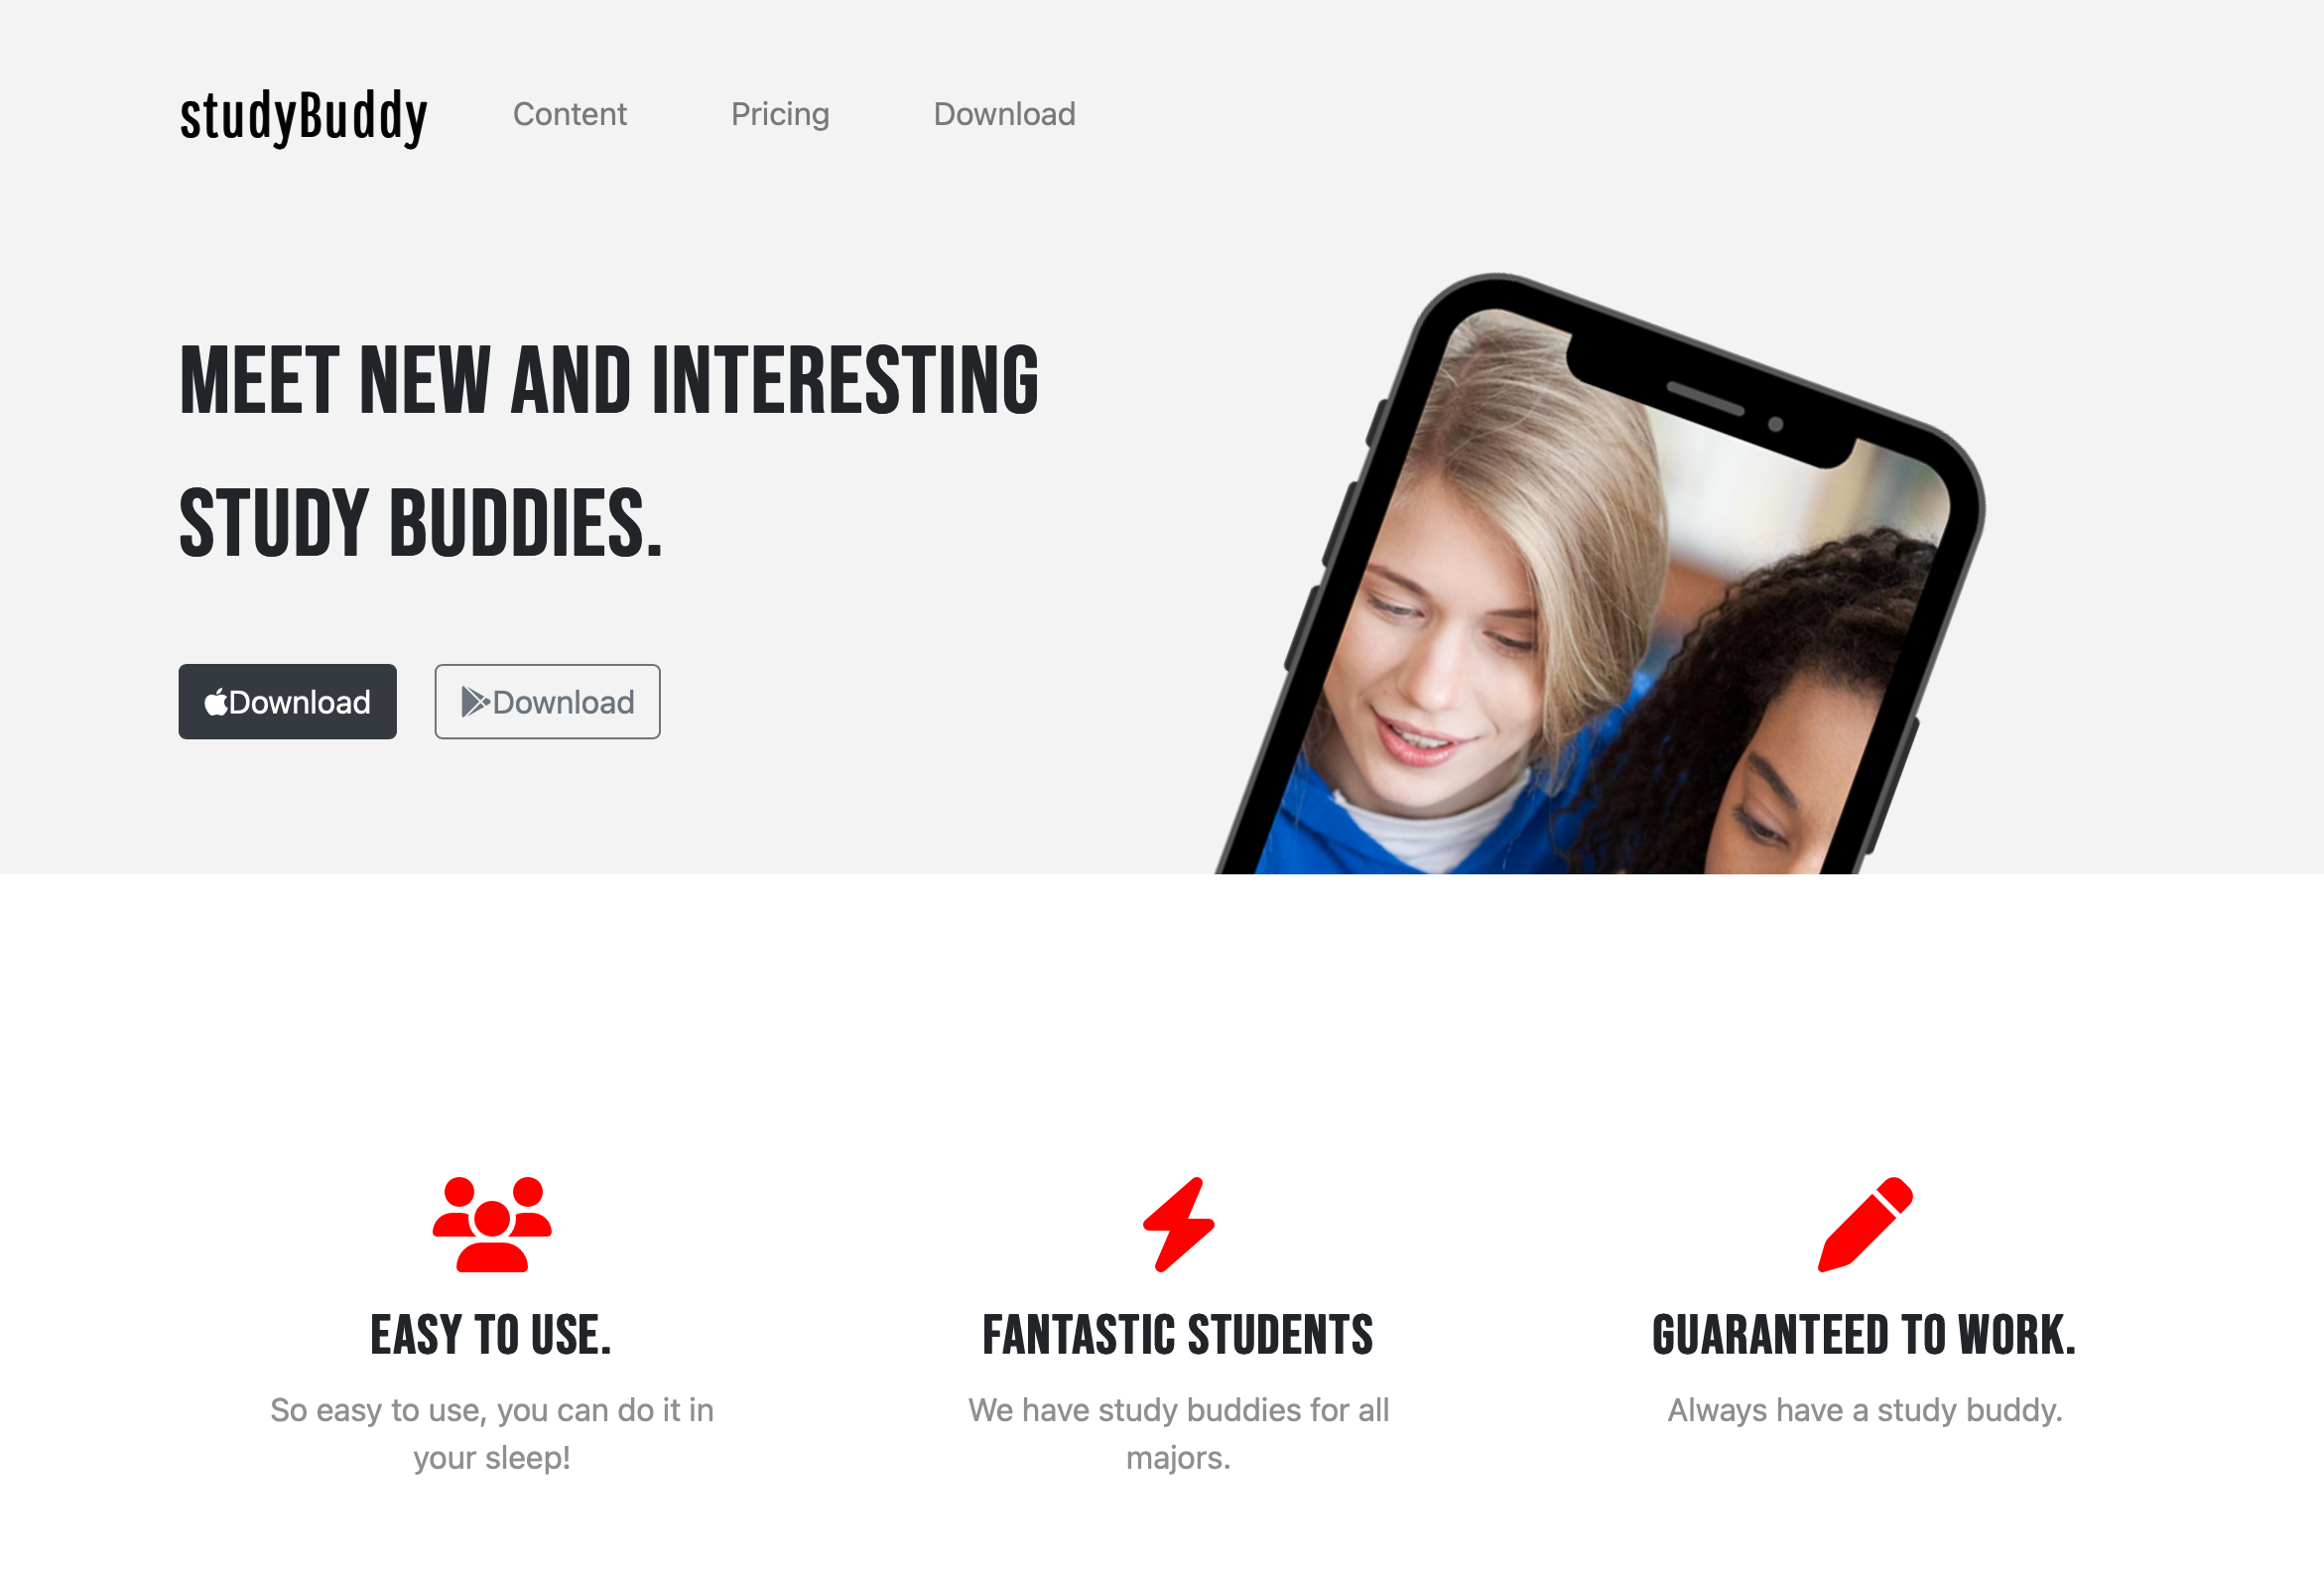 studyBuddy
Content
Pricing
Download
MEET NEW AND INTERESTING
STUDY BUDDIES.
Download
Download
EASY TO USE.
So easy to use, you can do it in
your sleep!
FANTASTIC STUDENTS
We have study buddies for all
majors.
GUARANTEED TO WORK.
Always have a study buddy.